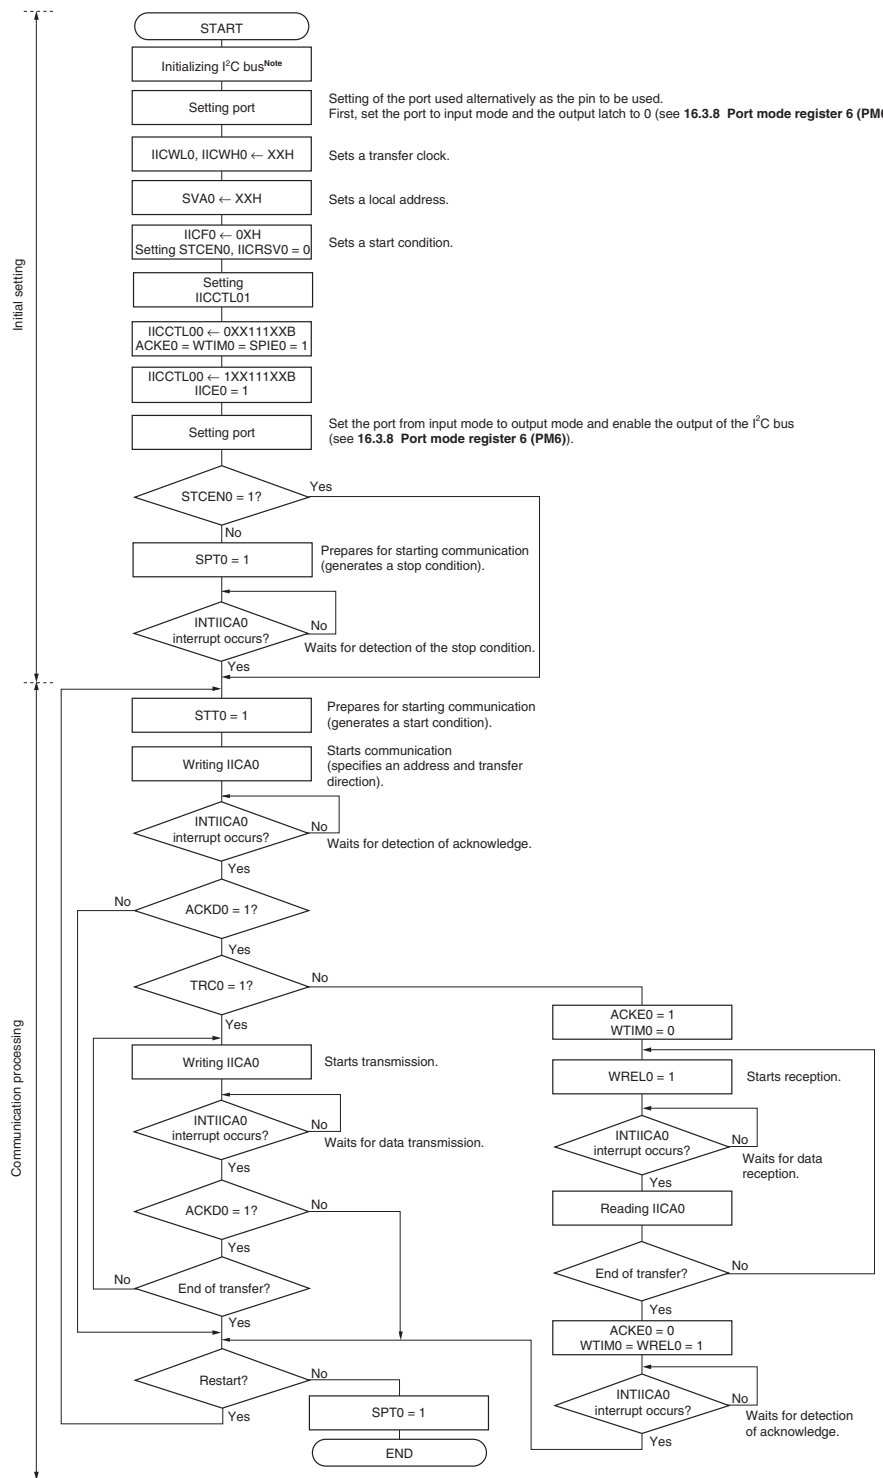 START
Initializing I²C busNote
Setting port
Setting of the port used alternatively as the pin to be used.
First, set the port to input mode and the output latch to 0 (see 16.3.8 Port mode register 6 (PM6
IICWL0, IICWH0 ← XXH
Sets a transfer clock.
SVA0 ← XXH
Sets a local address.
IICF0 ← 0XH
Setting STCEN0, IICRSV0 = 0
Sets a start condition.
Setting
IICCTL01
IICCTL00 ← 0XX111XXB
ACKE0 = WTIM0 = SPIE0 = 1
IICCTL00 ← 1XX111XXB
IICE0 = 1
Setting port
Set the port from input mode to output mode and enable the output of the I²C bus
(see 16.3.8 Port mode register 6 (PM6)).
STCEN0 = 1?
Yes
No
SPT0 = 1
Prepares for starting communication
(generates a stop condition).
INTIICA0
interrupt occurs?
No
Waits for detection of the stop condition.
Yes
Initial setting
STT0 = 1
Prepares for starting communication
(generates a start condition).
Writing IICA0
Starts communication
(specifies an address and transfer
direction).
INTIICA0
interrupt occurs?
No
Waits for detection of acknowledge.
Yes
No
ACKD0 = 1?
Yes
TRC0 = 1?
No
Yes
Writing IICA0
Starts transmission.
INTIICA0
interrupt occurs?
No
Waits for data transmission.
Yes
ACKD0 = 1?
No
Yes
No
End of transfer?
Yes
Restart?
No
Yes
SPT0 = 1
END
ACKE0 = 1
WTIM0 = 0
WREL0 = 1
Starts reception.
INTIICA0
interrupt occurs?
No
Waits for data
reception.
Yes
Reading IICA0
End of transfer?
No
Yes
ACKE0 = 0
WTIM0 = WREL0 = 1
INTIICA0
interrupt occurs?
No
Waits for detection
of acknowledge.
Yes
Communication processing